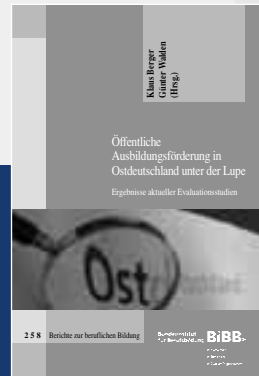 Klaus Berger
Günter Walden
(Hrsg.)
Öffentliche
Ausbildungsförderung in
Ostdeutschland unter der Lupe
Ergebnisse aktueller Evaluationsstudien
Ost
258 Berichte zur beruflichen Bildung
Bundesinstitut
für Berufsbildung
BiBB